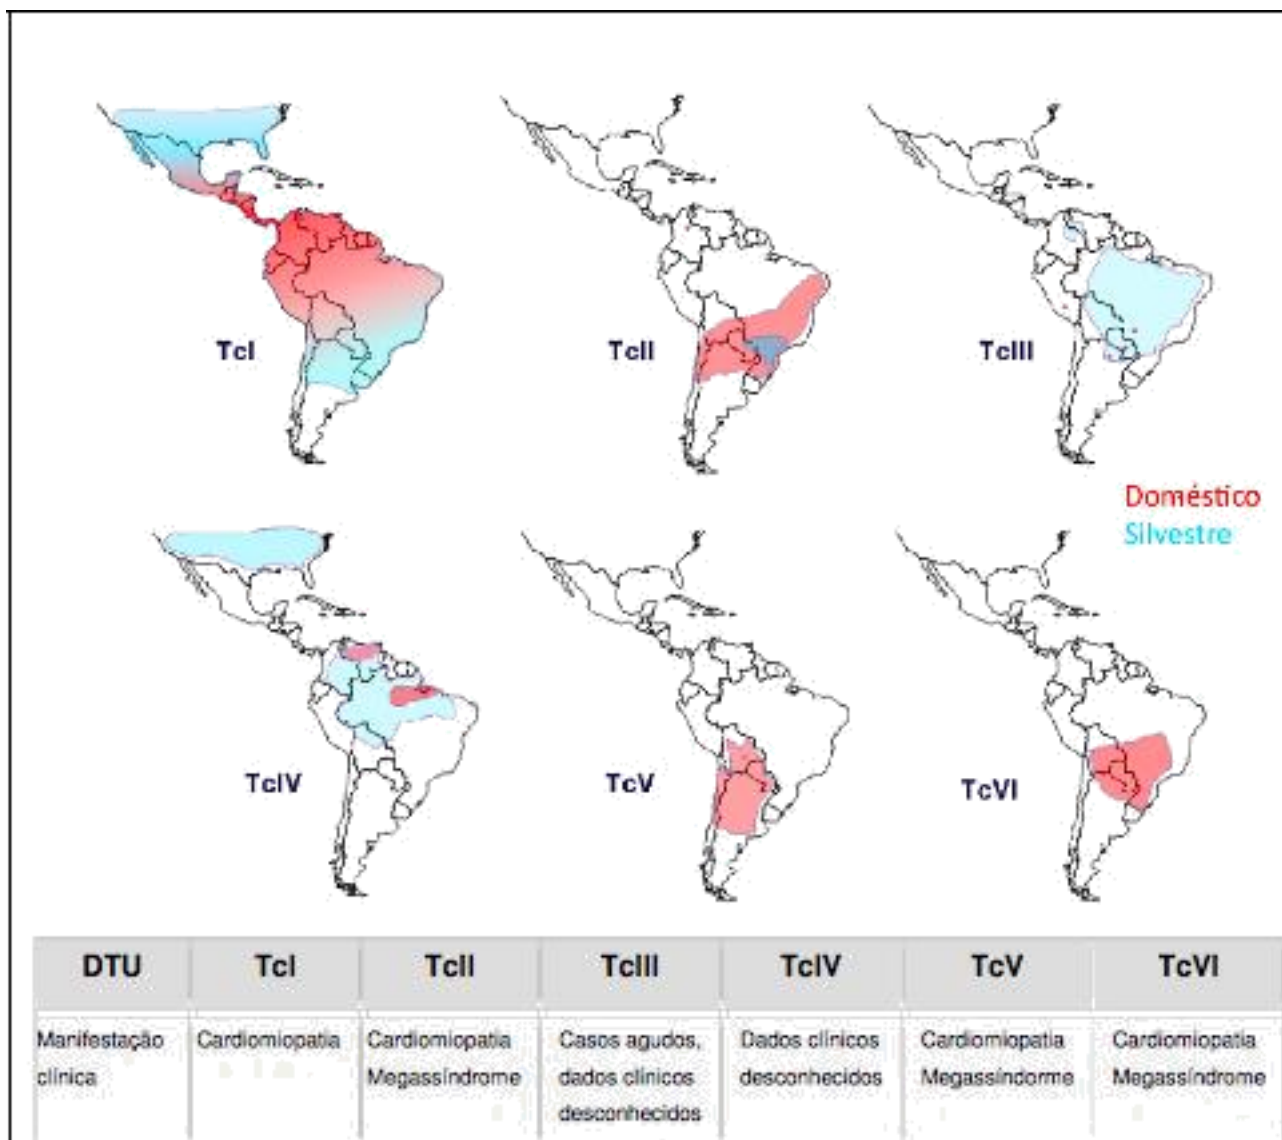 TcI
TcII
TcIII
Doméstico
Silvestre
TcIV
TcV
TcVI
DTU TcI TcII TcIII TcIV TcV TcVI
Manifestação Cardiomiopatia Cardiomiopatia Casos agudos, Dados clínicos Cardiomiopatia Cardiomiopatia
clínica Megassíndrome dados clínicos desconhecidos Megassíndorme Megassíndrome
desconhecidos